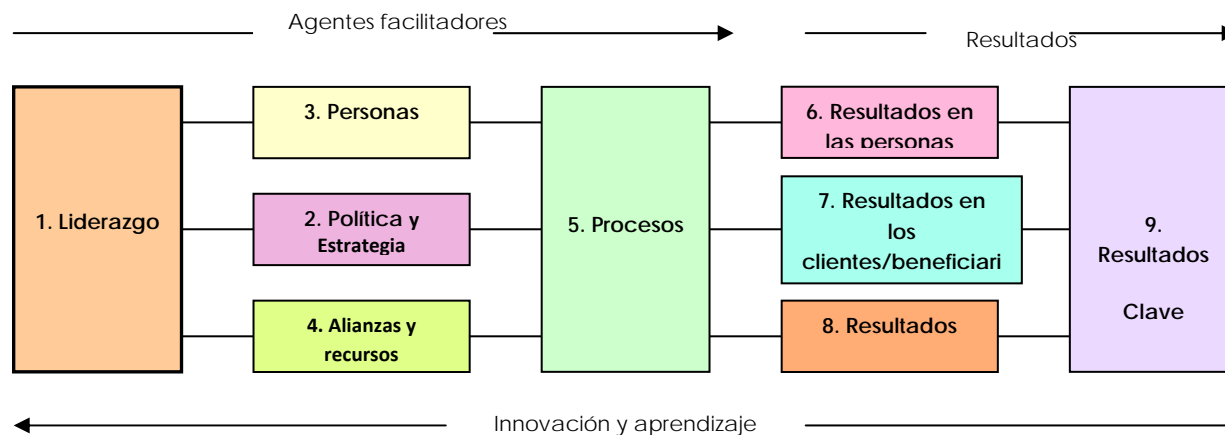 Agentes facilitadores
Resultados
1. Liderazgo
3. Personas
2. Política y
Estrategia
4. Alianzas y
recursos
5. Procesos
6. Resultados en
las personas
7. Resultados en
los
clientes/beneficiari
8. Resultados
9.
Resultados
Clave
Innovación y aprendizaje